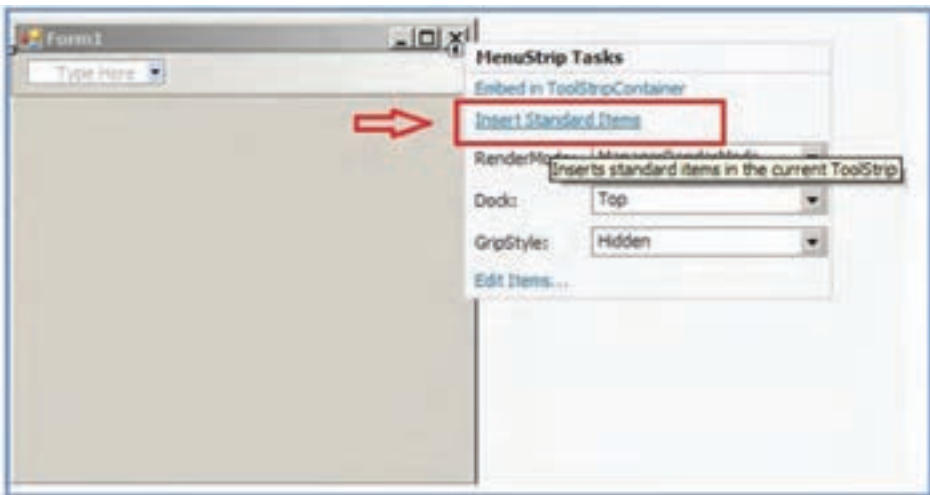 Form1
Type Here
MenuStrip Tasks
Embed in ToolStripContainer
Insert Standard Items
RenderMode:
Inserts standard items in the current ToolStrip
Dock: Top
GripStyle: Hidden
Edit Items...